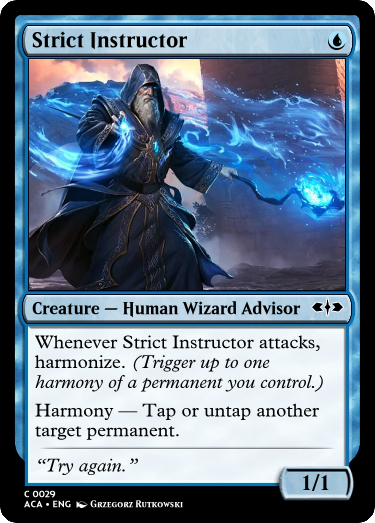 Strict Instructor
Creature — Human Wizard Advisor
Whenever Strict Instructor attacks,
harmonize. (Trigger up to one
harmony of a permanent you control.)
Harmony — Tap or untap another
target permanent.
“Try again.”
1/1
C 0029
ACA • ENG Grzegorz Rutkowski